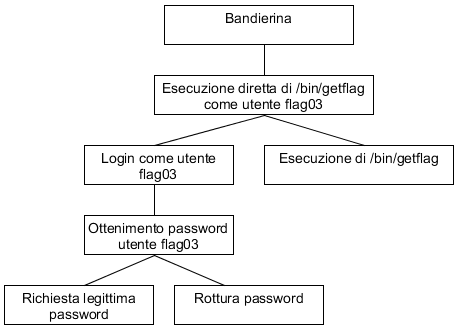 Bandierina
Esecuzione diretta di /bin/getflag
come utente flag03
Login come utente
flag03
Esecuzione di /bin/getflag
Ottenimento password
utente flag03
Richiesta legittima
password
Rottura password